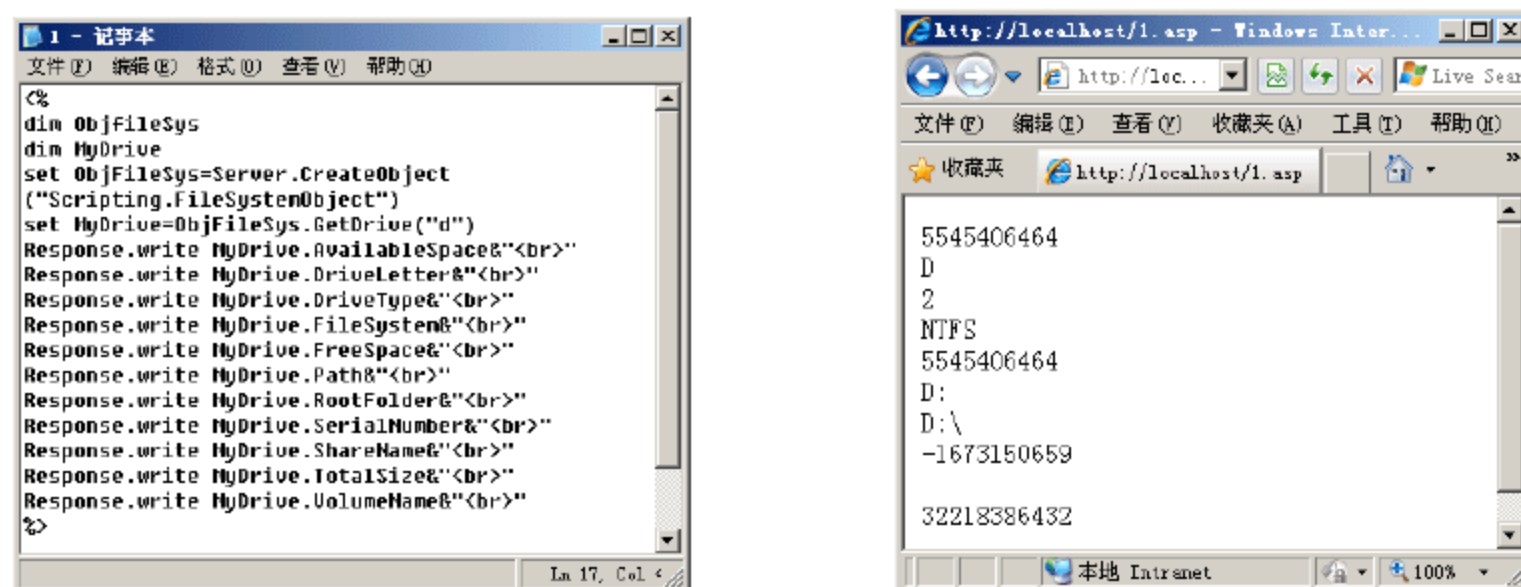 1 - 记事本
文件(F) 编辑(E) 格式(O) 查看(V) 帮助(H)
<%
dim ObjFileSys
dim MyDrive
set ObjFileSys=Server.CreateObject
("Scripting.FileSystemObject")
set MyDrive=ObjFileSys.GetDrive("d")
Response.write MyDrive.AvailableSpace&"<br>"
Response.write MyDrive.DriveLetter&"<br>"
Response.write MyDrive.DriveType&"<br>"
Response.write MyDrive.FileSystem&"<br>"
Response.write MyDrive.FreeSpace&"<br>"
Response.write MyDrive.Path&"<br>"
Response.write MyDrive.RootFolder&"<br>"
Response.write MyDrive.SerialNumber&"<br>"
Response.write MyDrive.ShareName&"<br>"
Response.write MyDrive.TotalSize&"<br>"
Response.write MyDrive.VolumeName&"<br>"
%>
Ln 17, Col
http://localhost/1.asp - Windows Inter...
http://loc... Live Sear
文件(F) 编辑(E) 查看(V) 收藏夹(A) 工具(T) 帮助(H)
收藏夹 http://localhost/1.asp
5545406464
D
2
NTFS
5545406464
D:
D:\
-1673150659
32218386432
本地 Intranet 100%